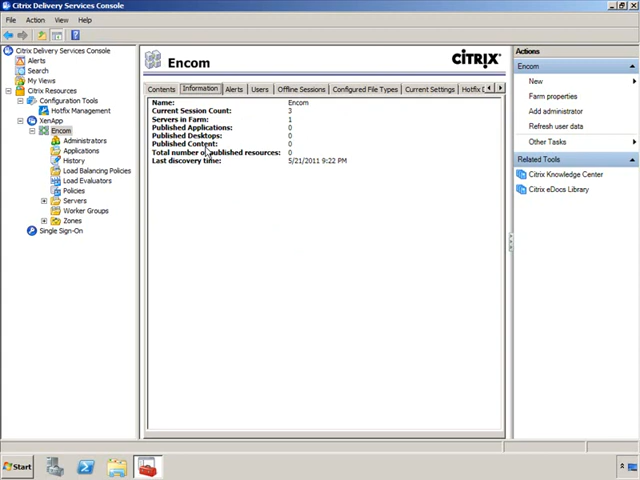 Citrix Delivery Services Console
File Action View Help
Citrix Delivery Services Console
Alerts
Search
My Views
Citrix Resources
Configuration Tools
Hotfix Management
XenApp
Encom
Administrators
Applications
History
Load Balancing Policies
Load Evaluators
Policies
Servers
Worker Groups
Zones
Single Sign-On
Encom
CITRIX
Contents Information Alerts Users Offline Sessions Configured File Types Current Settings Hotfix
Name: Encom
Current Session Count: 3
Servers in Farm: 1
Published Applications: 0
Published Desktops: 0
Published Content: 0
Total number of published resources: 0
Last discovery time: 5/21/2011 9:22 PM
Actions
Encom
New
Farm properties
Add administrator
Refresh user data
Other Tasks
Related Tools
Citrix Knowledge Center
Citrix eDocs Library
Start